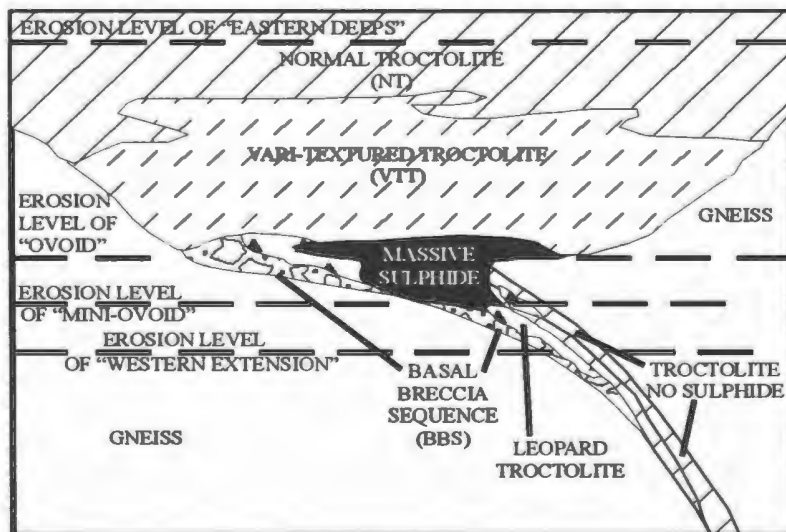 EROSION LEVEL OF "EASTERN DEEPS"
NORMAL TROCTOLITE
(NT)
VARI-TEXTURED TROCTOLITE
(VTT)
EROSION
LEVEL OF
"OVOID"
GNEISS
MASSIVE
SULPHIDE
EROSION LEVEL
OF "MINI-OVOID"
EROSION LEVEL
OF "WESTERN EXTENSION"
BASAL
BRECCIA
SEQUENCE
(BBS)
TROCTOLITE
NO SULPHIDE
GNEISS
LEOPARD
TROCTOLITE